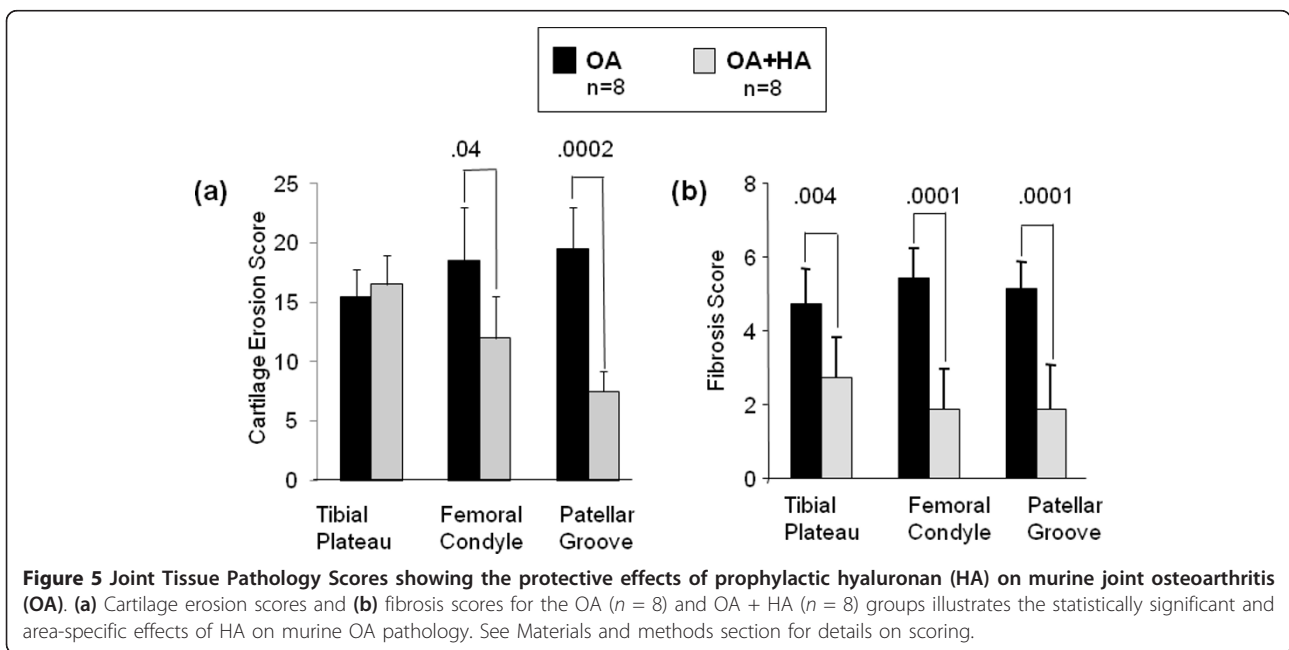 OA
n=8
OA+HA
n=8
(a)
Cartilage Erosion Score
25
20
15
10
5
0
.04
.0002
Tibial
Plateau
Femoral
Condyle
Patellar
Groove
(b)
Fibrosis Score
8
6
4
2
0
.004
.0001
.0001
Tibial
Plateau
Femoral
Condyle
Patellar
Groove
Figure 5 Joint Tissue Pathology Scores showing the protective effects of prophylactic hyaluronan (HA) on murine joint osteoarthritis
(OA). (a) Cartilage erosion scores and (b) fibrosis scores for the OA (n = 8) and OA + HA (n = 8) groups illustrates the statistically significant and
area-specific effects of HA on murine OA pathology. See Materials and methods section for details on scoring.